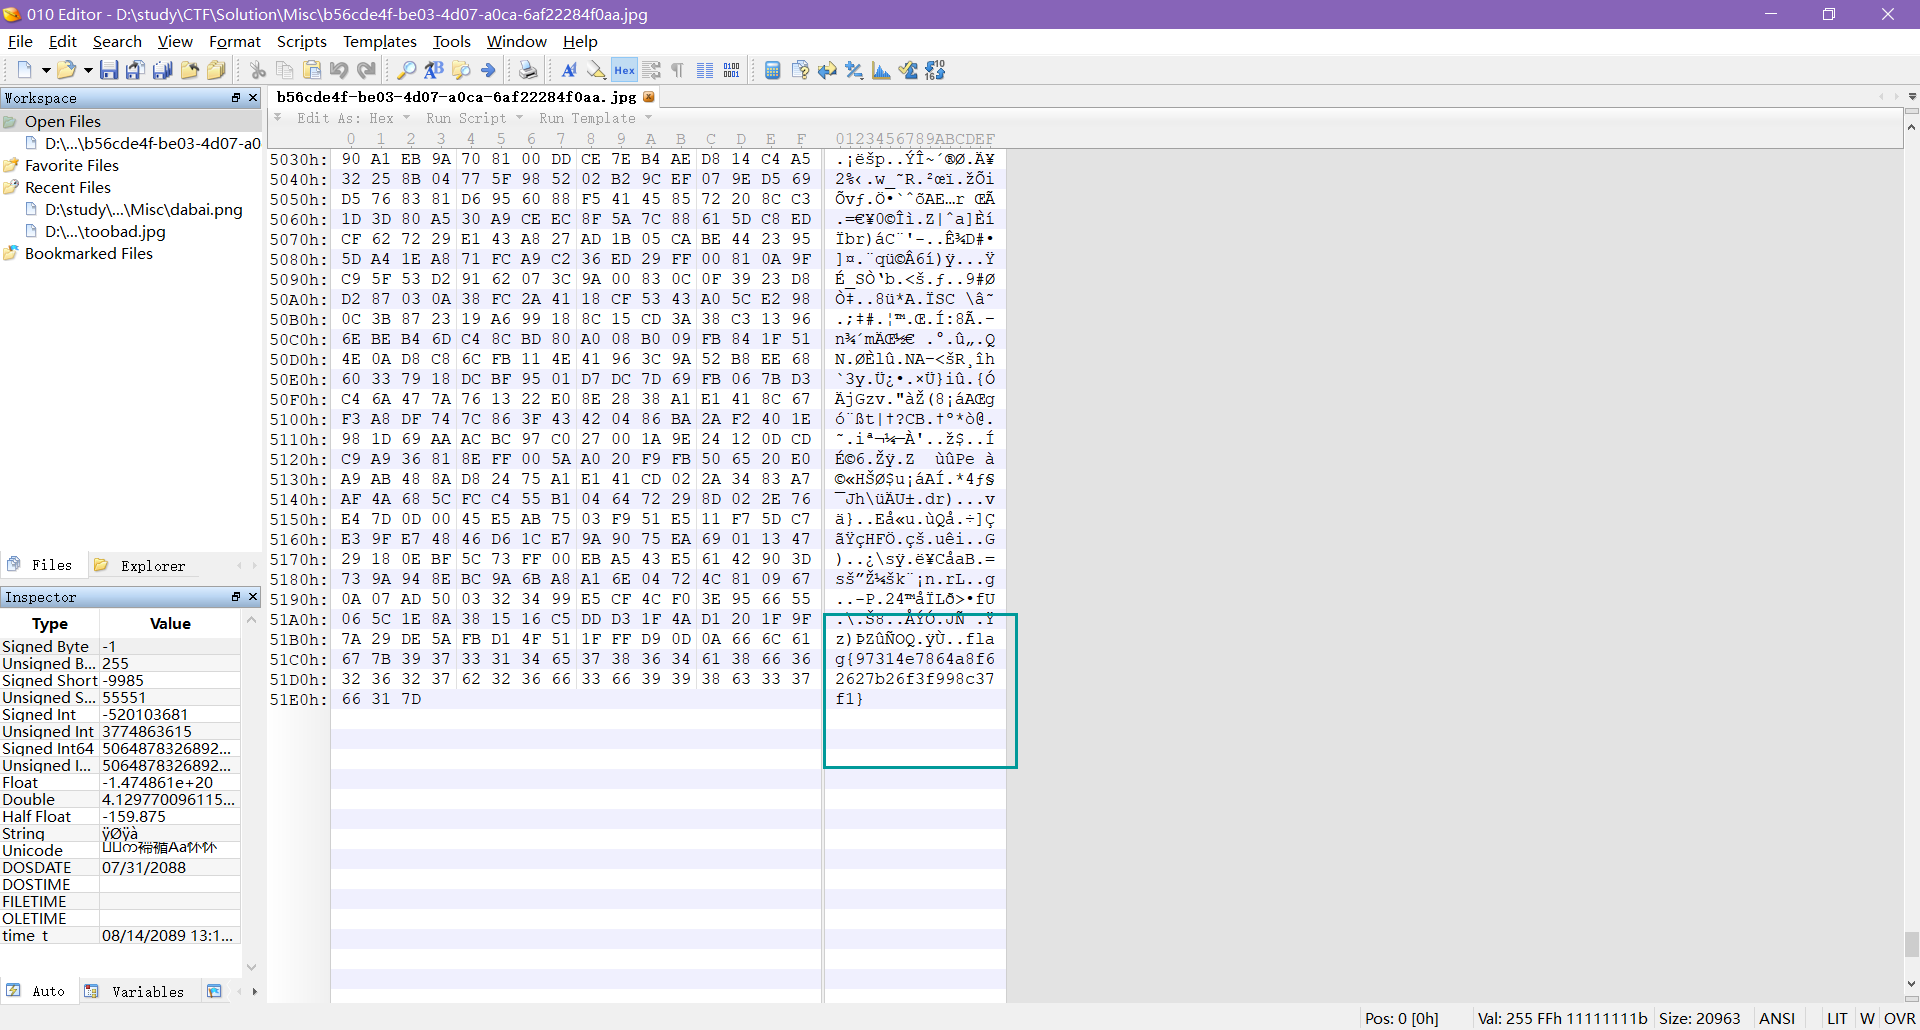 010 Editor - D:\study\CTF\Solution\Misc\b56cde4f-be03-4d07-a0ca-6af22284f0aa.jpg
File Edit Search View Format Scripts Templates Tools Window Help
Workspace
Open Files
D:\...\b56cde4f-be03-4d07-a0
Favorite Files
Recent Files
D:\study\...\Misc\dabai.png
D:\...\toobad.jpg
Bookmarked Files
Files Explorer
Inspector
Type Value
Signed Byte -1
Unsigned B... 255
Signed Short -9985
Unsigned S... 55551
Signed Int -520103681
Unsigned Int 3774863615
Signed Int64 5064878326892...
Unsigned I... 5064878326892...
Float -1.474861e+20
Double 4.129770096115...
Half Float -159.875
String ÿØÿà
Unicode
DOSDATE 07/31/2088
DOSTIME
FILETIME
OLETIME
time_t 08/14/2089 13:1...
Auto Variables
b56cde4f-be03-4d07-a0ca-6af22284f0aa.jpg
Edit As: Hex Run Script Run Template
0 1 2 3 4 5 6 7 8 9 A B C D E F 0123456789ABCDEF
5030h: 90 A1 EB 9A 70 81 00 DD CE 7E B4 AE D8 14 C4 A5 .¡ëšp..ÝÎ~´®Ø.Ä¥
5040h: 32 25 8B 04 77 5F 98 52 02 B2 9C EF 07 9E D5 69 2%‹.w_˜R.²œï.žÕi
5050h: D5 76 83 81 D6 95 60 88 F5 41 45 85 72 20 8C C3 Õvƒ.Ö•`ˆõAE…r ŒÃ
5060h: 1D 3D 80 A5 30 A9 CE EC 8F 5A 7C 88 61 5D C8 ED .=€¥0©Îì.Z|ˆa]Èí
5070h: CF 62 72 29 E1 43 A8 27 AD 1B 05 CA BE 44 23 95 Ïbr)áC¨'-..Ê¾D#•
5080h: 5D A4 1E A8 71 FC A9 C2 36 ED 29 FF 00 81 0A 9F ]¤.¨qü©Â6í)ÿ...Ÿ
5090h: C9 5F 53 D2 91 62 07 3C 9A 00 83 0C 0F 39 23 D8 É_SÒ‘b.<š.ƒ..9#Ø
50A0h: D2 87 03 0A 38 FC 2A 41 18 CF 53 43 A0 5C E2 98 Ò‡..8ü*A.ÏSC \â˜
50B0h: 0C 3B 87 23 19 A6 99 18 8C 15 CD 3A 38 C3 13 96 .;‡#.¦™.Œ.Í:8Ã.–
50C0h: 6E BE B4 6D C4 8C BD 80 A0 08 B0 09 FB 84 1F 51 n¾´mÄŒ½€ .°.û„.Q
50D0h: 4E 0A D8 C8 6C FB 11 4E 41 96 3C 9A 52 B8 EE 68 N.ØÈlû.NA–<šR¸îh
50E0h: 60 33 79 18 DC BF 95 01 D7 DC 7D 69 FB 06 7B D3 `3y.Ü¿•.×Ü}iû.{Ó
50F0h: C4 6A 47 7A 76 13 22 E0 8E 28 38 A1 E1 41 8C 67 ÄjGzv."àŽ(8¡áAŒg
5100h: F3 A8 DF 74 7C 86 3F 43 42 04 86 BA 2A F2 40 1E ó¨ßt|†?CB.†º*ò@.
5110h: 98 1D 69 AA AC BC 97 C0 27 00 1A 9E 24 12 0D CD ˜.iª¬¼—À'..ž$..Í
5120h: C9 A9 36 81 8E FF 00 5A A0 20 F9 FB 50 65 20 E0 É©6.Žÿ.Z  ùûPe à
5130h: A9 AB 48 8A D8 24 75 A1 E1 41 CD 02 2A 34 83 A7 ©«HŠØ$u¡áAÍ.*4ƒ§
5140h: AF 4A 68 5C FC C4 55 B1 04 64 72 29 8D 02 2E 76 ¯Jh\üÄU±.dr)...v
5150h: E4 7D 0D 00 45 E5 AB 75 03 F9 51 E5 11 F7 5D C7 ä}..Eå«u.ùQå.÷]Ç
5160h: E3 9F E7 48 46 D6 1C E7 9A 90 75 EA 69 01 13 47 ãŸçHFÖ.çš.uêi..G
5170h: 29 18 0E BF 5C 73 FF 00 EB A5 43 E5 61 42 90 3D )..¿\sÿ.ë¥CåaB.=
5180h: 73 9A 94 8E BC 9A 6B A8 A1 6E 04 72 4C 81 09 67 sš”Ž¼šk¨¡n.rL..g
5190h: 0A 07 AD 50 03 32 34 99 E5 CF 4C F0 3E 95 66 55 ..-P.24™åÏLð>•fU
51A0h: 06 5C 1E 8A 38 15 16 C5 DD D3 1F 4A D1 20 1F 9F .\.Š8..ÅÝÓ.JÑ .Ÿ
51B0h: 7A 29 DE 5A FB D1 4F 51 1F FF D9 0D 0A 66 6C 61 z)ÞZûÑOQ.ÿÙ..fla
51C0h: 67 7B 39 37 33 31 34 65 37 38 36 34 61 38 66 36 g{97314e7864a8f6
51D0h: 32 36 32 37 62 32 36 66 33 66 39 39 38 63 33 37 2627b26f3f998c37
51E0h: 66 31 7D f1}
Pos: 0 [0h] Val: 255 FFh 11111111b Size: 20963 ANSI LIT W OVR